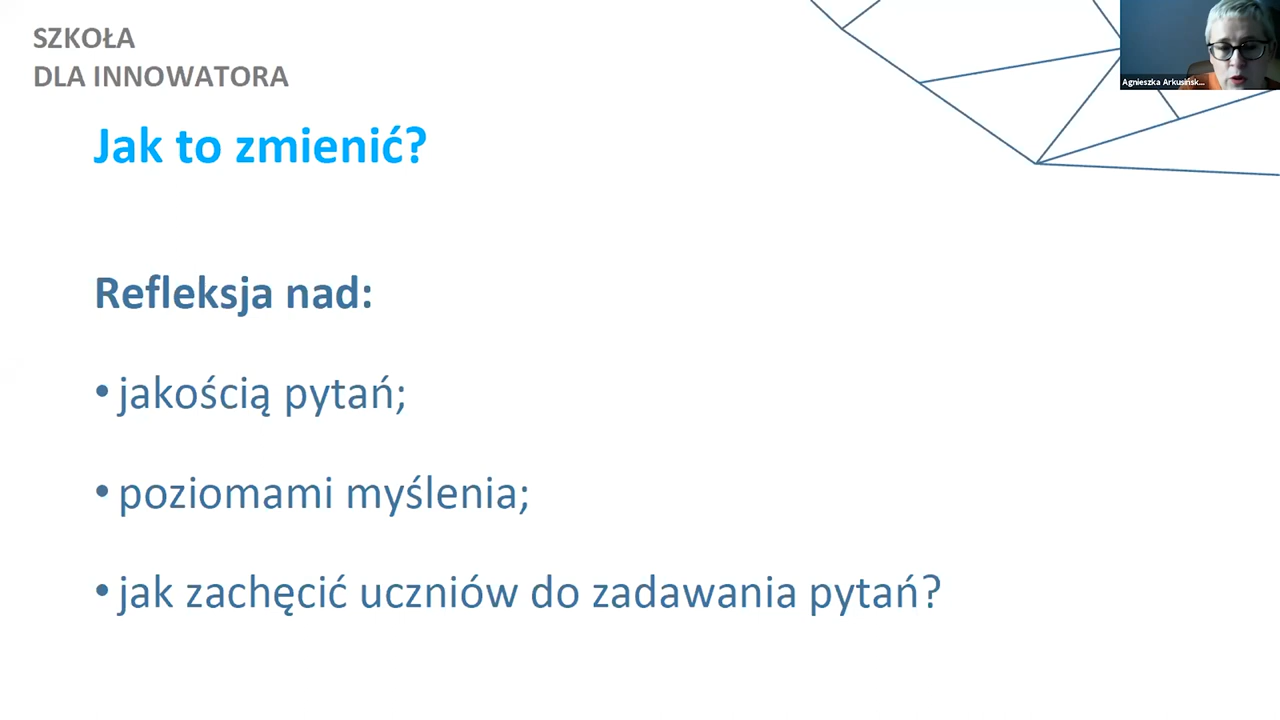 SZKOŁA
DLA INNOWATORA
Agnieszka Arkusińsk...
Jak to zmienić?
Refleksja nad:
• jakością pytań;
• poziomami myślenia;
• jak zachęcić uczniów do zadawania pytań?